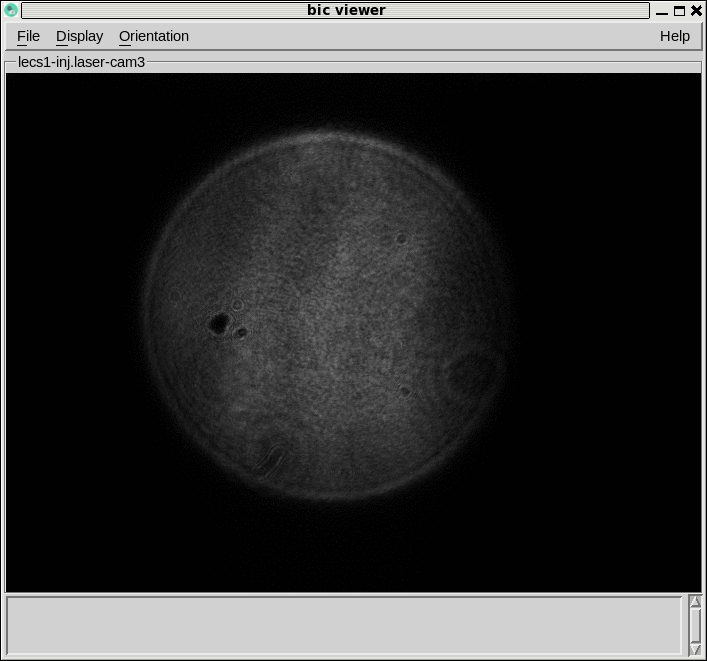 bic viewer
File Display Orientation Help
lecs1-inj.laser-cam3